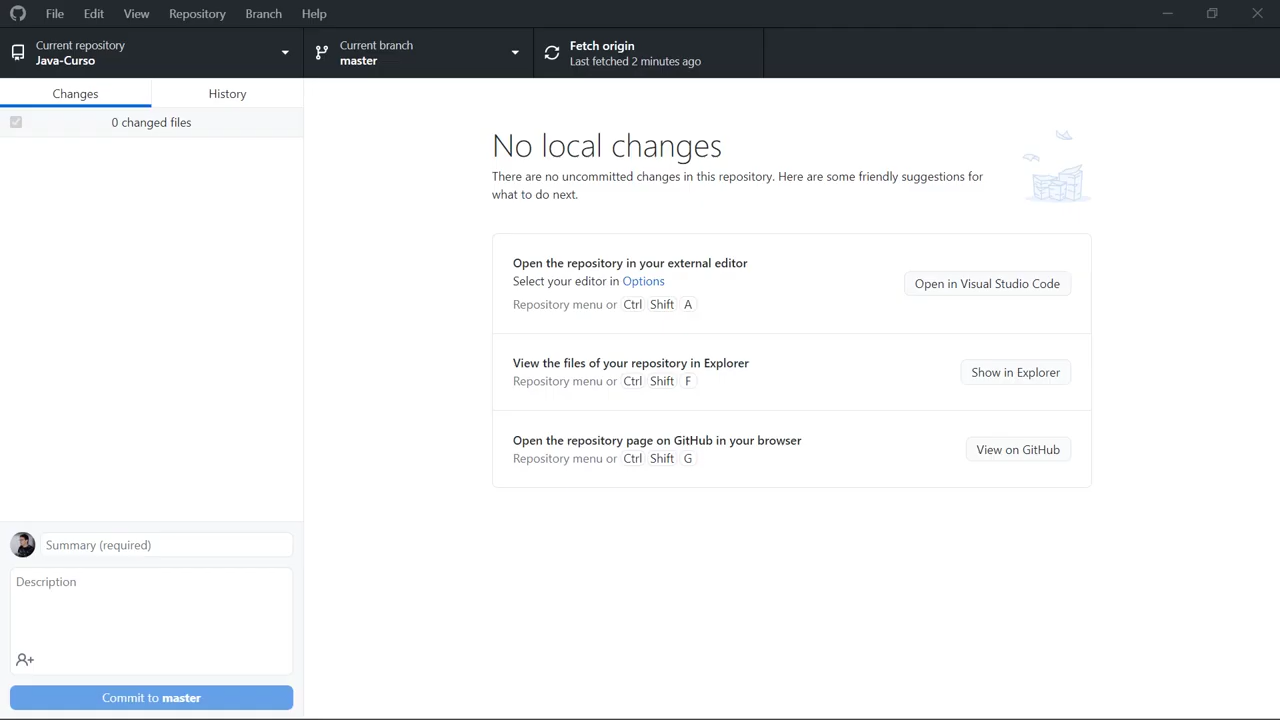 File Edit View Repository Branch Help
Current repository
Java-Curso
Current branch
master
Fetch origin
Last fetched 2 minutes ago
Changes
History
0 changed files
No local changes
There are no uncommitted changes in this repository. Here are some friendly suggestions for
what to do next.
Open the repository in your external editor
Select your editor in Options
Repository menu or Ctrl Shift A
Open in Visual Studio Code
View the files of your repository in Explorer
Repository menu or Ctrl Shift F
Show in Explorer
Open the repository page on GitHub in your browser
Repository menu or Ctrl Shift G
View on GitHub
Summary (required)
Description
Commit to master